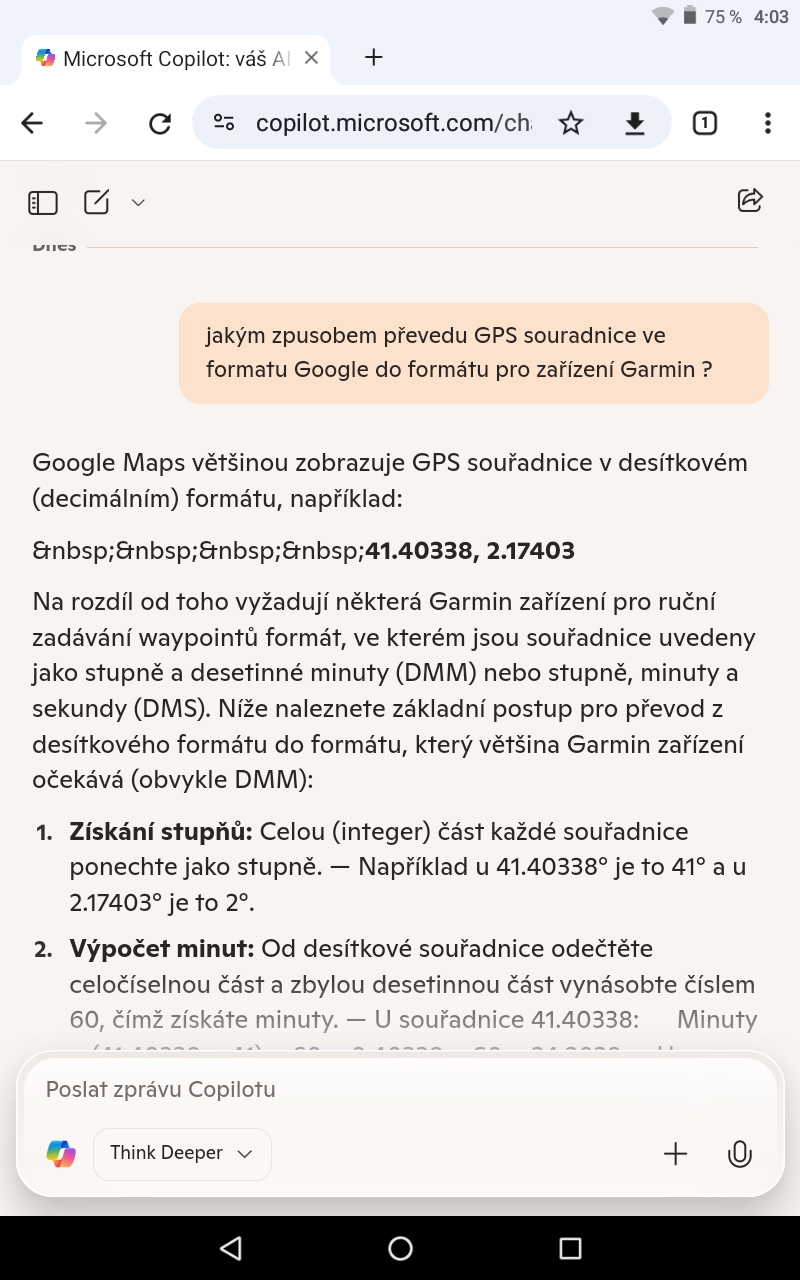 75 % 4:03
Microsoft Copilot: váš AI
copilot.microsoft.com/ch
1
Dnes
jakým zpusobem převedu GPS souradnice ve
formatu Google do formátu pro zařízení Garmin ?
Google Maps většinou zobrazuje GPS souřadnice v desítkovém
(decimálním) formátu, například:
&nbsp;&nbsp;&nbsp;&nbsp;41.40338, 2.17403
Na rozdíl od toho vyžadují některá Garmin zařízení pro ruční
zadávání waypointů formát, ve kterém jsou souřadnice uvedeny
jako stupně a desetinné minuty (DMM) nebo stupně, minuty a
sekundy (DMS). Níže naleznete základní postup pro převod z
desítkového formátu do formátu, který většina Garmin zařízení
očekává (obvykle DMM):
1. Získání stupňů: Celou (integer) část každé souřadnice
ponechte jako stupně. — Například u 41.40338° je to 41° a u
2.17403° je to 2°.
2. Výpočet minut: Od desítkové souřadnice odečtěte
celočíselnou část a zbylou desetinnou část vynásobte číslem
60, čímž získáte minuty. — U souřadnice 41.40338: Minuty
Poslat zprávu Copilotu
Think Deeper